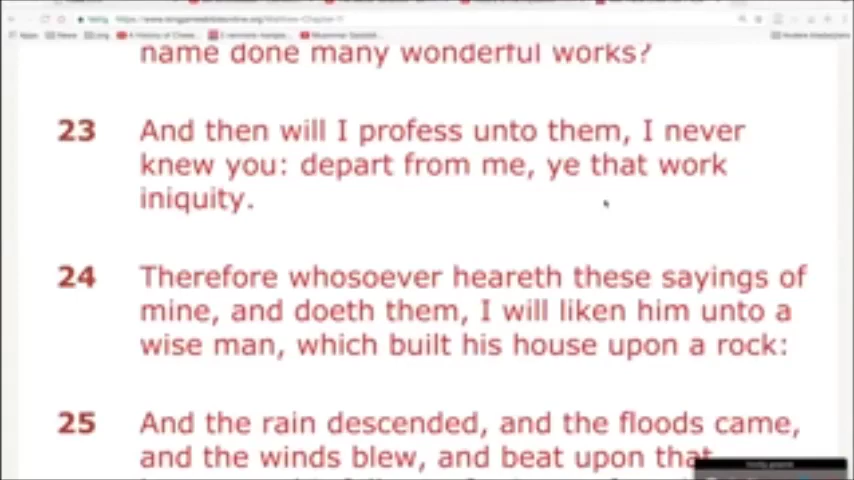 name done many wonderful works?
23 And then will I profess unto them, I never
knew you: depart from me, ye that work
iniquity.
24 Therefore whosoever heareth these sayings of
mine, and doeth them, I will liken him unto a
wise man, which built his house upon a rock:
25 And the rain descended, and the floods came,
and the winds blew, and beat upon that